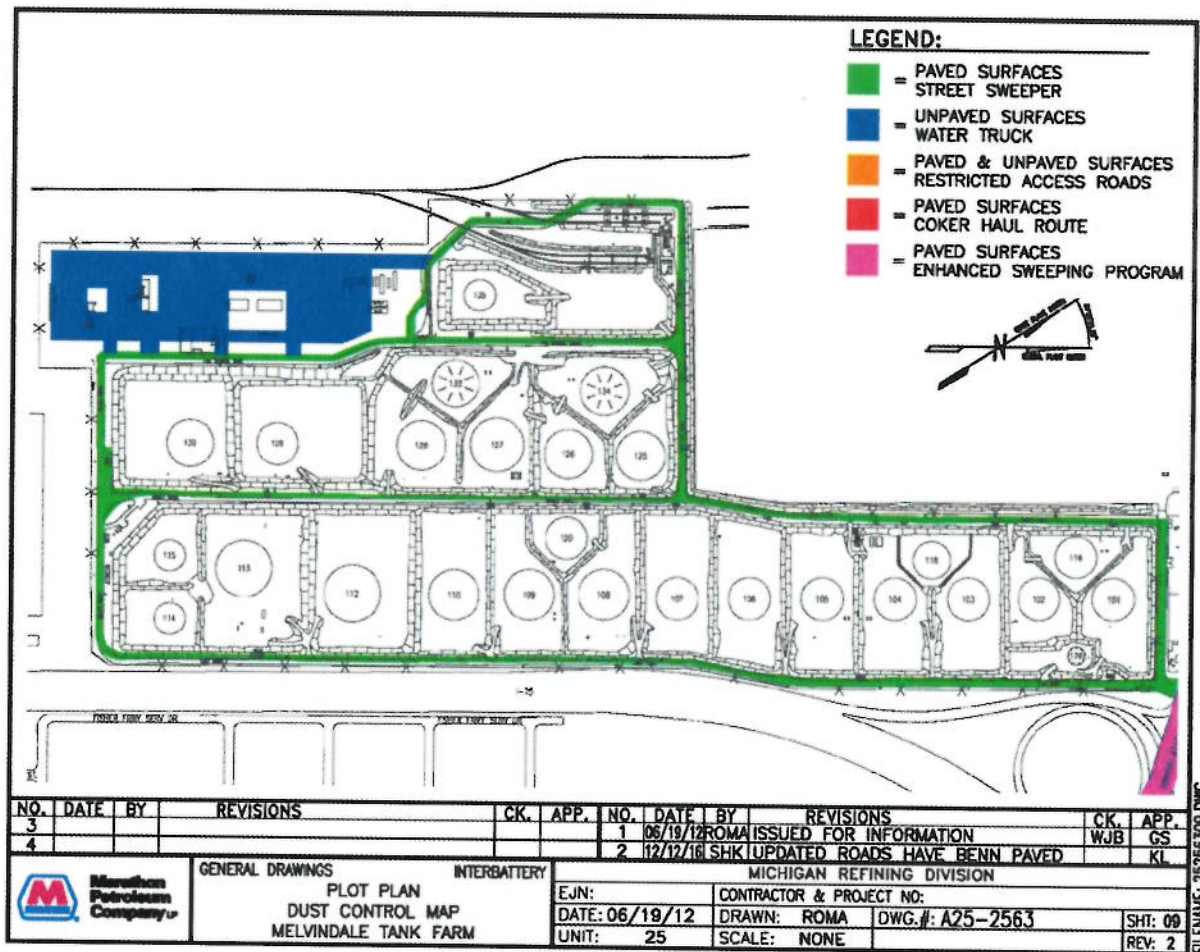 LEGEND:
= PAVED SURFACES
STREET SWEEPER
= UNPAVED SURFACES
WATER TRUCK
= PAVED & UNPAVED SURFACES
RESTRICTED ACCESS ROADS
= PAVED SURFACES
COKER HAUL ROUTE
= PAVED SURFACES
ENHANCED SWEEPING PROGRAM
N
133
134
130
129
128
127
126
125
115
113
114
112
110
120
109
108
107
106
105
104
118
103
102
116
101
I-75
NO. DATE BY REVISIONS CK. APP.
3
4
NO. DATE BY REVISIONS CK. APP.
1 06/19/12 ROMA ISSUED FOR INFORMATION WJB GS
2 12/12/16 SHK UPDATED ROADS HAVE BENN PAVED KL
Marathon
Petroleum
Company LP
GENERAL DRAWINGS INTERBATTERY
PLOT PLAN
DUST CONTROL MAP
MELVINDALE TANK FARM
MICHIGAN REFINING DIVISION
EJN: CONTRACTOR & PROJECT NO:
DATE: 06/19/12 DRAWN: ROMA DWG.#: A25-2563 SHT: 09
UNIT: 25 SCALE: NONE REV: 2